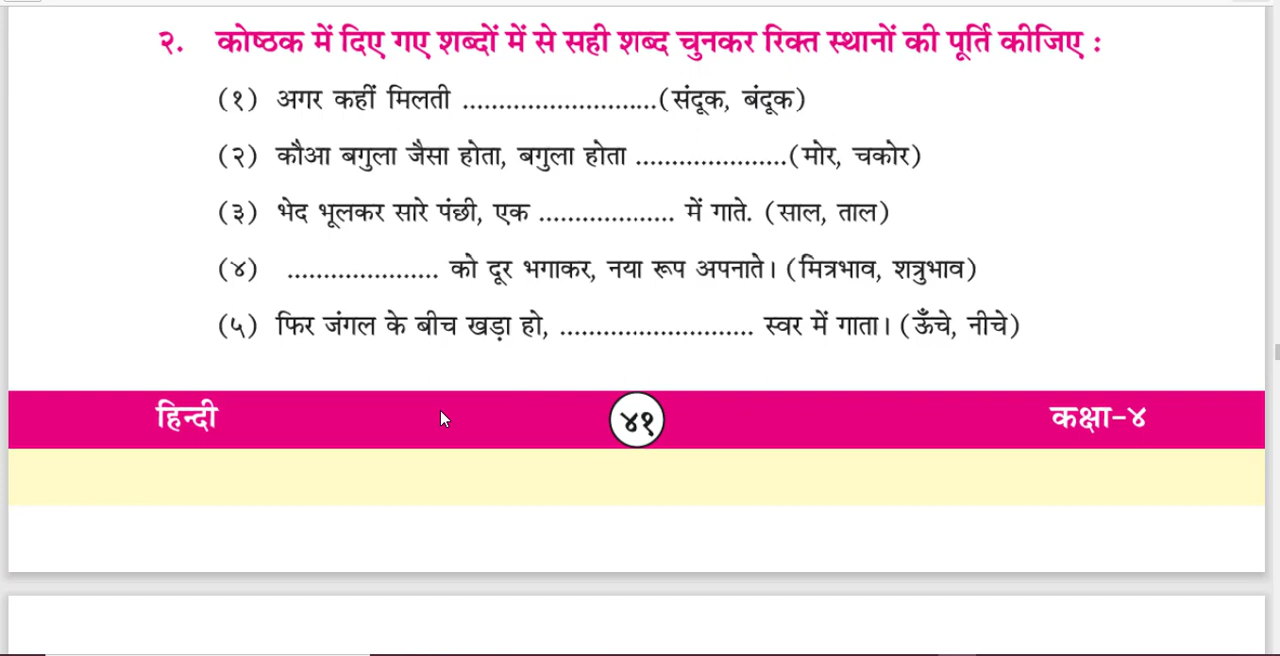 २. कोष्ठक में दिए गए शब्दों में से सही शब्द चुनकर रिक्त स्थानों की पूर्ति कीजिए :
(१) अगर कहीं मिलती ...........................(संदूक, बंदूक)
(२) कौआ बगुला जैसा होता, बगुला होता .....................(मोर, चकोर)
(३) भेद भूलकर सारे पंछी, एक ................... में गाते. (साल, ताल)
(४) ..................... को दूर भगाकर, नया रूप अपनाते। (मित्रभाव, शत्रुभाव)
(५) फिर जंगल के बीच खड़ा हो, ........................... स्वर में गाता। (ऊँचे, नीचे)
हिन्दी ४१ कक्षा-४